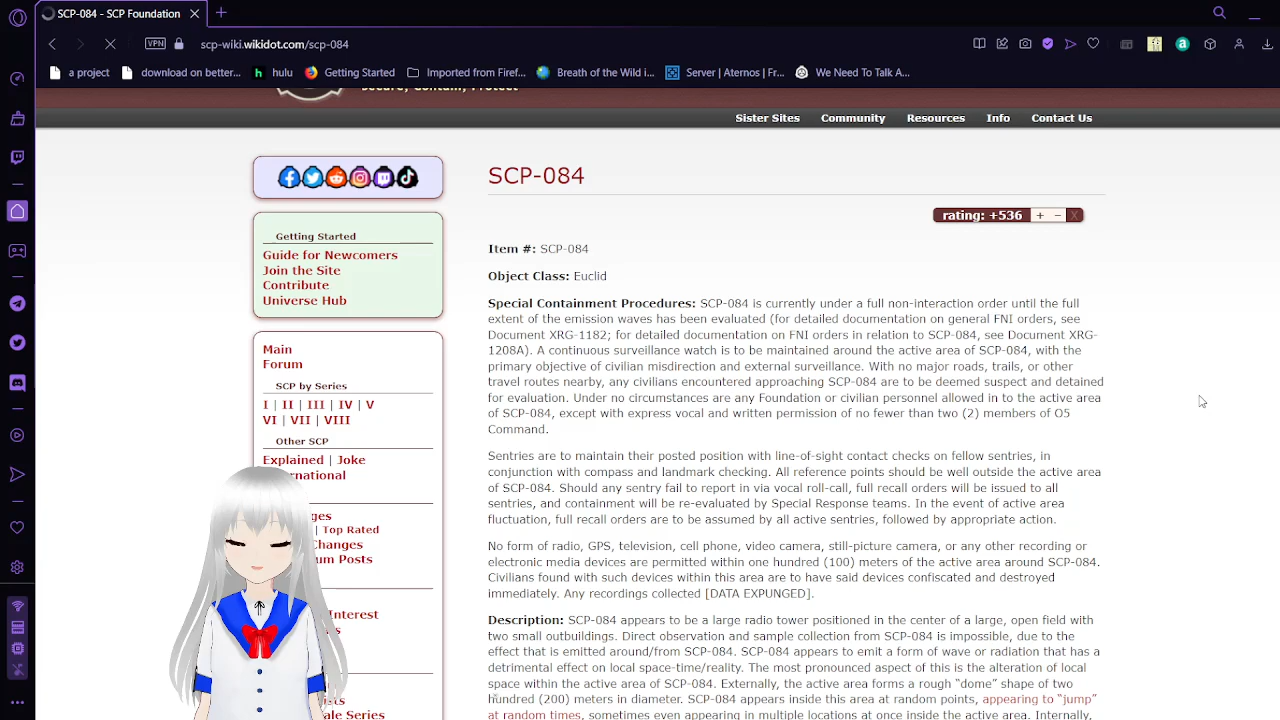 SCP-084 - SCP Foundation
VPN
scp-wiki.wikidot.com/scp-084
a project
download on better...
hulu
Getting Started
Imported from Firef...
Breath of the Wild i...
Server | Aternos | Fr...
We Need To Talk A...
Secure, Contain, Protect
Sister Sites
Community
Resources
Info
Contact Us
Getting Started
Guide for Newcomers
Join the Site
Contribute
Universe Hub
Main
Forum
SCP by Series
I | II | III | IV | V
VI | VII | VIII
Other SCP
Explained | Joke
ernational
ges
| Top Rated
Changes
um Posts
Interest
s
ists
ale Series
SCP-084
rating: +536 + – X
Item #: SCP-084
Object Class: Euclid
Special Containment Procedures: SCP-084 is currently under a full non-interaction order until the full
extent of the emission waves has been evaluated (for detailed documentation on general FNI orders, see
Document XRG-1182; for detailed documentation on FNI orders in relation to SCP-084, see Document XRG-
1208A). A continuous surveillance watch is to be maintained around the active area of SCP-084, with the
primary objective of civilian misdirection and external surveillance. With no major roads, trails, or other
travel routes nearby, any civilians encountered approaching SCP-084 are to be deemed suspect and detained
for evaluation. Under no circumstances are any Foundation or civilian personnel allowed in to the active area
of SCP-084, except with express vocal and written permission of no fewer than two (2) members of O5
Command.
Sentries are to maintain their posted position with line-of-sight contact checks on fellow sentries, in
conjunction with compass and landmark checking. All reference points should be well outside the active area
of SCP-084. Should any sentry fail to report in via vocal roll-call, full recall orders will be issued to all
sentries, and containment will be re-evaluated by Special Response teams. In the event of active area
fluctuation, full recall orders are to be assumed by all active sentries, followed by appropriate action.
No form of radio, GPS, television, cell phone, video camera, still-picture camera, or any other recording or
electronic media devices are permitted within one hundred (100) meters of the active area around SCP-084.
Civilians found with such devices within this area are to have said devices confiscated and destroyed
immediately. Any recordings collected [DATA EXPUNGED].
Description: SCP-084 appears to be a large radio tower positioned in the center of a large, open field with
two small outbuildings. Direct observation and sample collection from SCP-084 is impossible, due to the
effect that is emitted around/from SCP-084. SCP-084 appears to emit a form of wave or radiation that has a
detrimental effect on local space-time/reality. The most pronounced aspect of this is the alteration of local
space within the active area of SCP-084. Externally, the active area forms a rough “dome” shape of two
hundred (200) meters in diameter. SCP-084 appears inside this area at random points, appearing to “jump”
at random times, sometimes even appearing in multiple locations at once inside the active area. Internally,